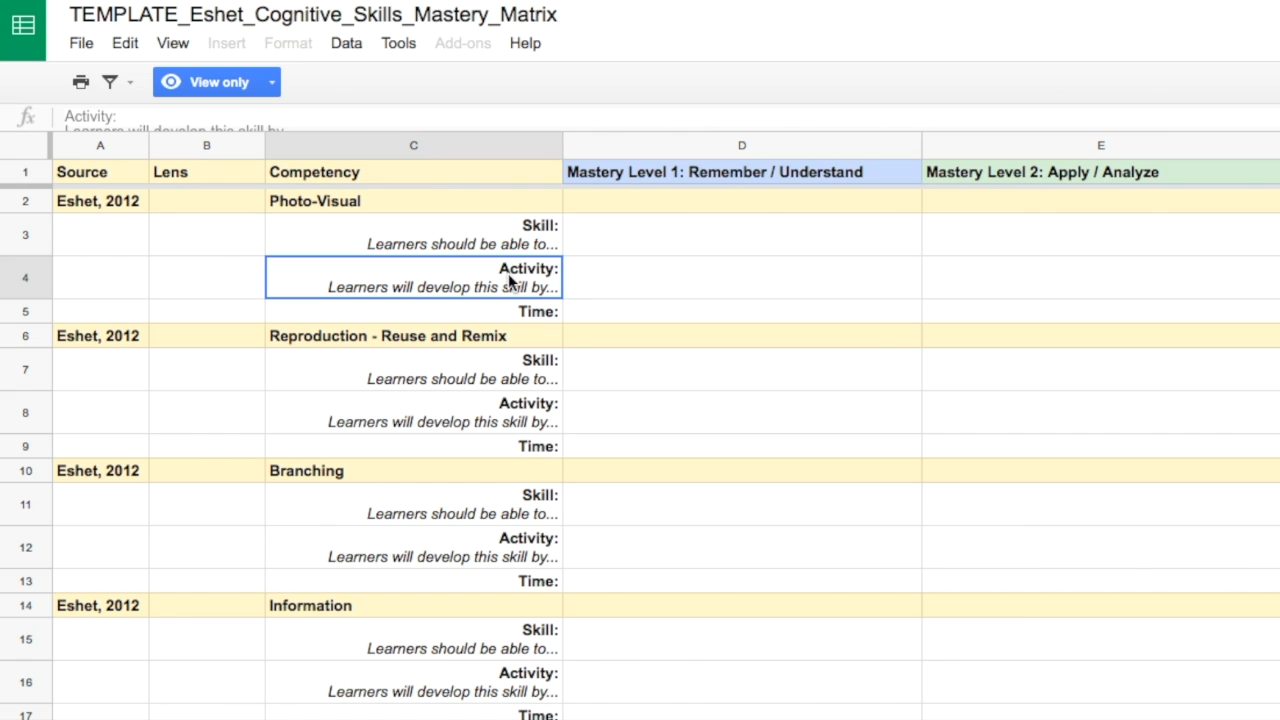 TEMPLATE_Eshet_Cognitive_Skills_Mastery_Matrix
File Edit View Insert Format Data Tools Add-ons Help
View only
fx Activity:
Learners will develop this skill by...
A B C D E
1 Source Lens Competency Mastery Level 1: Remember / Understand Mastery Level 2: Apply / Analyze
2 Eshet, 2012 Photo-Visual
3 Skill:
Learners should be able to...
4 Activity:
Learners will develop this skill by...
5 Time:
6 Eshet, 2012 Reproduction - Reuse and Remix
7 Skill:
Learners should be able to...
8 Activity:
Learners will develop this skill by...
9 Time:
10 Eshet, 2012 Branching
11 Skill:
Learners should be able to...
12 Activity:
Learners will develop this skill by...
13 Time:
14 Eshet, 2012 Information
15 Skill:
Learners should be able to...
16 Activity:
Learners will develop this skill by...
17 Time: